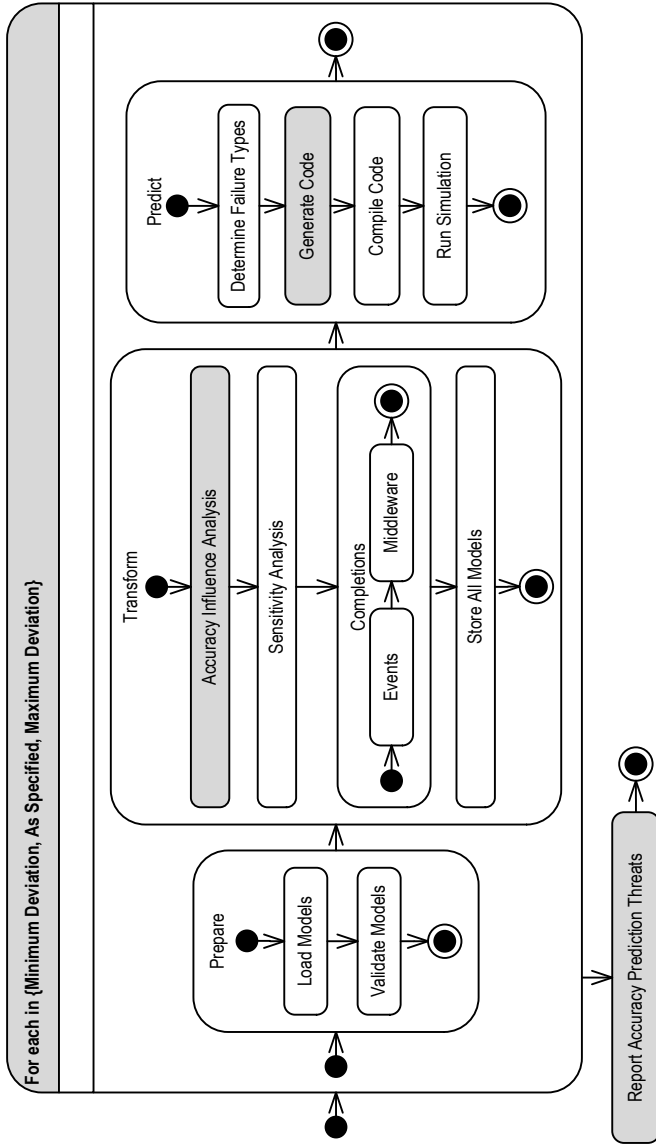 For each in {Minimum Deviation, As Specified, Maximum Deviation}
Prepare
Load Models
Validate Models
Transform
Accuracy Influence Analysis
Sensitivity Analysis
Completions
Events
Middleware
Store All Models
Predict
Determine Failure Types
Generate Code
Compile Code
Run Simulation
Report Accuracy Prediction Threats